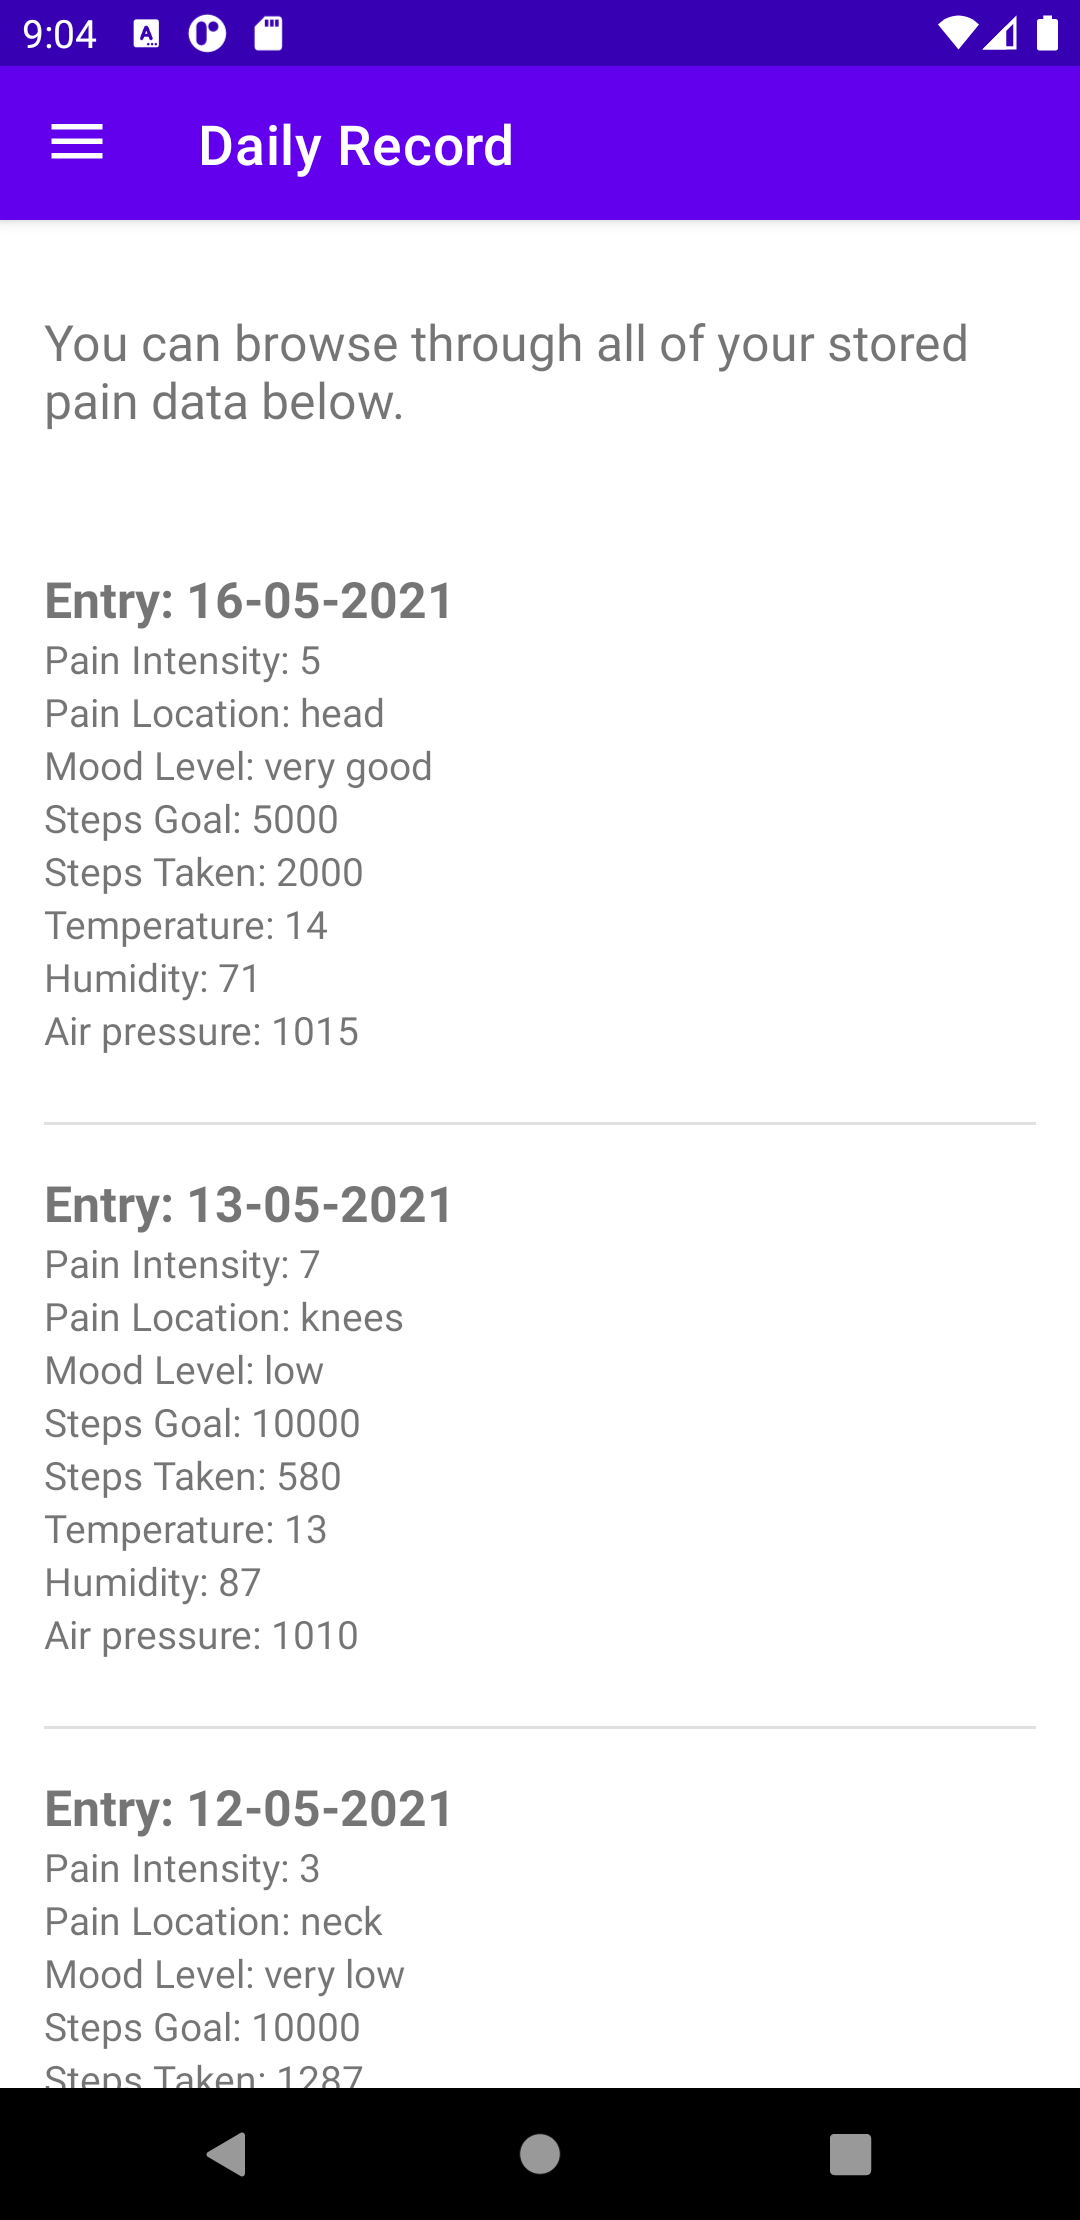 9:04
Daily Record
You can browse through all of your stored
pain data below.
Entry: 16-05-2021
Pain Intensity: 5
Pain Location: head
Mood Level: very good
Steps Goal: 5000
Steps Taken: 2000
Temperature: 14
Humidity: 71
Air pressure: 1015
Entry: 13-05-2021
Pain Intensity: 7
Pain Location: knees
Mood Level: low
Steps Goal: 10000
Steps Taken: 580
Temperature: 13
Humidity: 87
Air pressure: 1010
Entry: 12-05-2021
Pain Intensity: 3
Pain Location: neck
Mood Level: very low
Steps Goal: 10000
Steps Taken: 1287